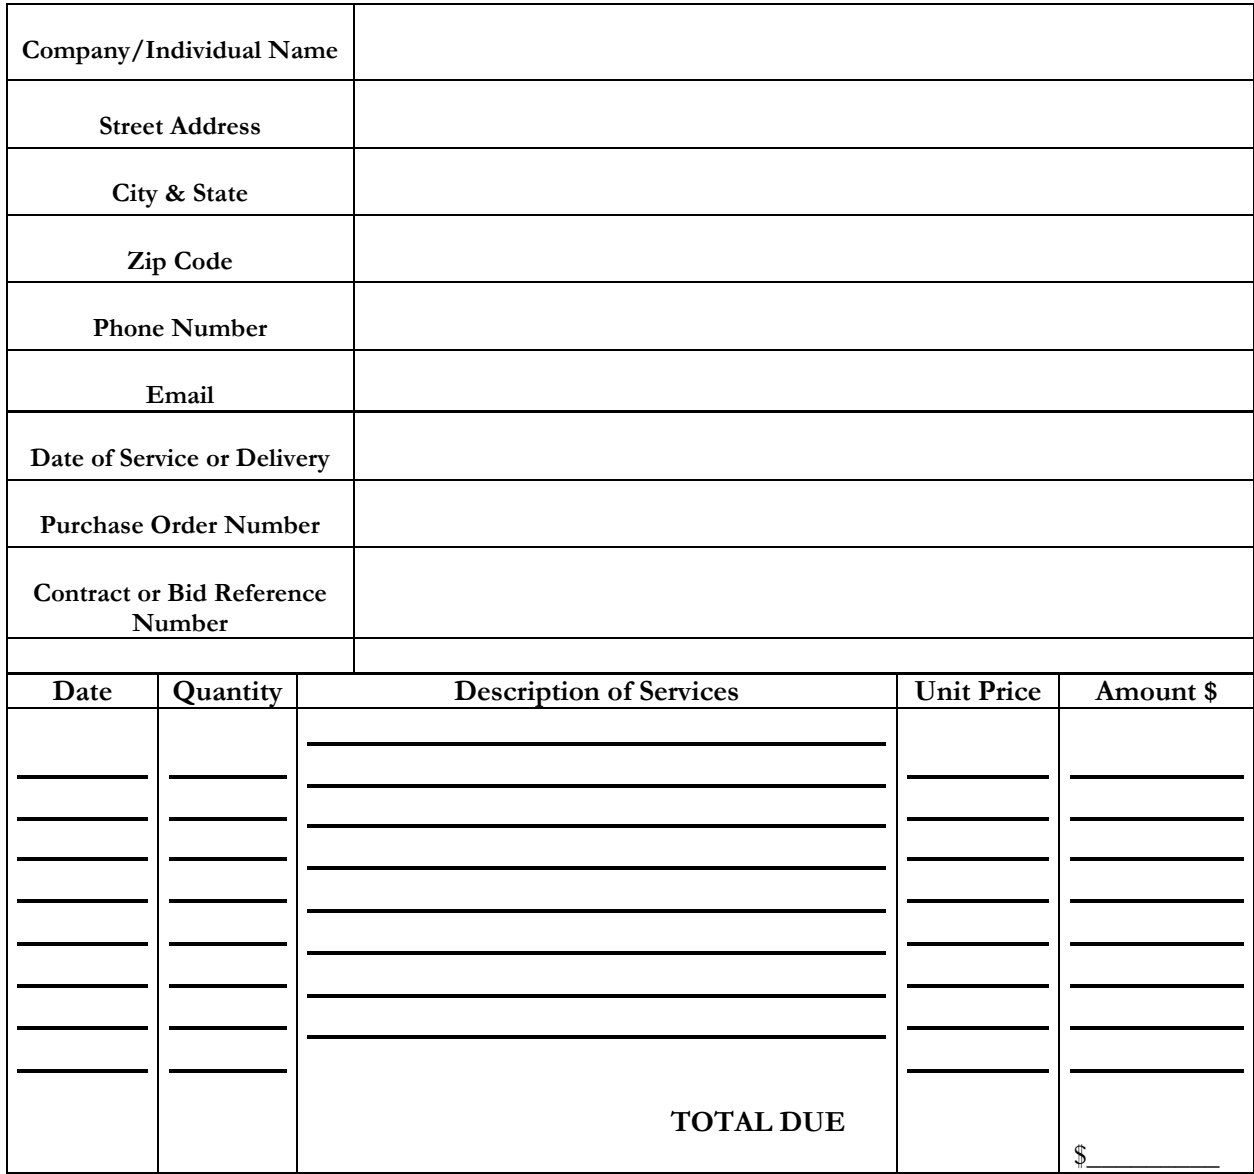 Company/Individual Name
Street Address
City & State
Zip Code
Phone Number
Email
Date of Service or Delivery
Purchase Order Number
Contract or Bid Reference
Number
Date Quantity Description of Services Unit Price Amount $
TOTAL DUE
$___________